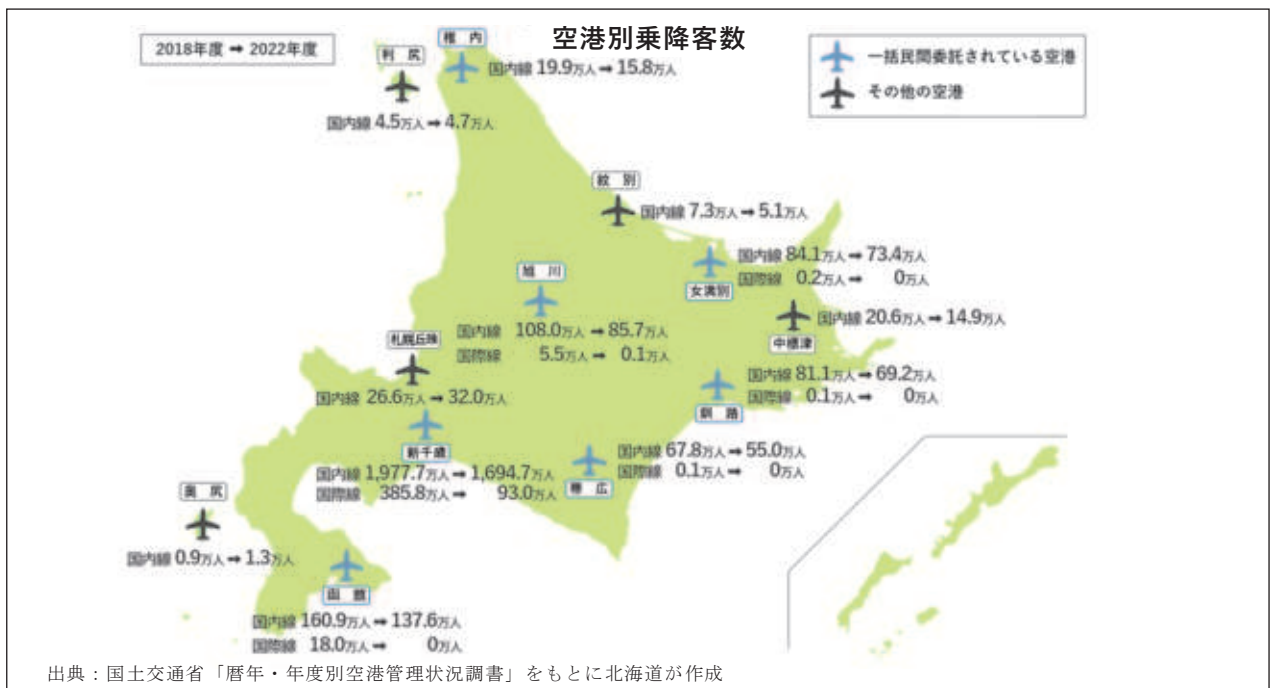 空港別乗降客数
2018年度 ➡ 2022年度
一括民間委託されている空港
その他の空港
稚内
国内線 19.9万人 ➡ 15.8万人
利尻
国内線 4.5万人 ➡ 4.7万人
紋別
国内線 7.3万人 ➡ 5.1万人
女満別
国内線 84.1万人 ➡ 73.4万人
国際線 0.2万人 ➡ 0万人
旭川
国内線 108.0万人 ➡ 85.7万人
国際線 5.5万人 ➡ 0.1万人
中標津
国内線 20.6万人 ➡ 14.9万人
札幌丘珠
国内線 26.6万人 ➡ 32.0万人
釧路
国内線 81.1万人 ➡ 69.2万人
国際線 0.1万人 ➡ 0万人
新千歳
国内線 1,977.7万人 ➡ 1,694.7万人
国際線 385.8万人 ➡ 93.0万人
帯広
国内線 67.8万人 ➡ 55.0万人
国際線 0.1万人 ➡ 0万人
奥尻
国内線 0.9万人 ➡ 1.3万人
函館
国内線 160.9万人 ➡ 137.6万人
国際線 18.0万人 ➡ 0万人
出典：国土交通省「暦年・年度別空港管理状況調書」をもとに北海道が作成